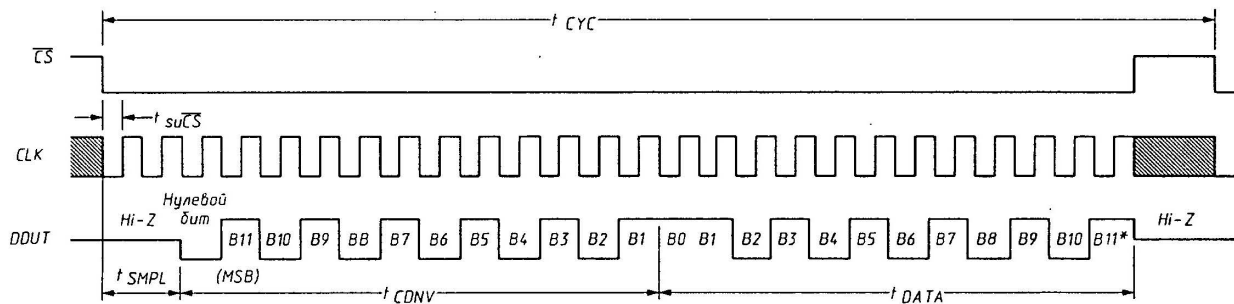 t CYC
CS
t suCS
CLK
Нулевой
бит
Hi-Z
DOUT
B11 B10 B9 B8 B7 B6 B5 B4 B3 B2 B1 B0 B1 B2 B3 B4 B5 B6 B7 B8 B9 B10 B11*
Hi-Z
t SMPL
(MSB)
t CONV
t DATA